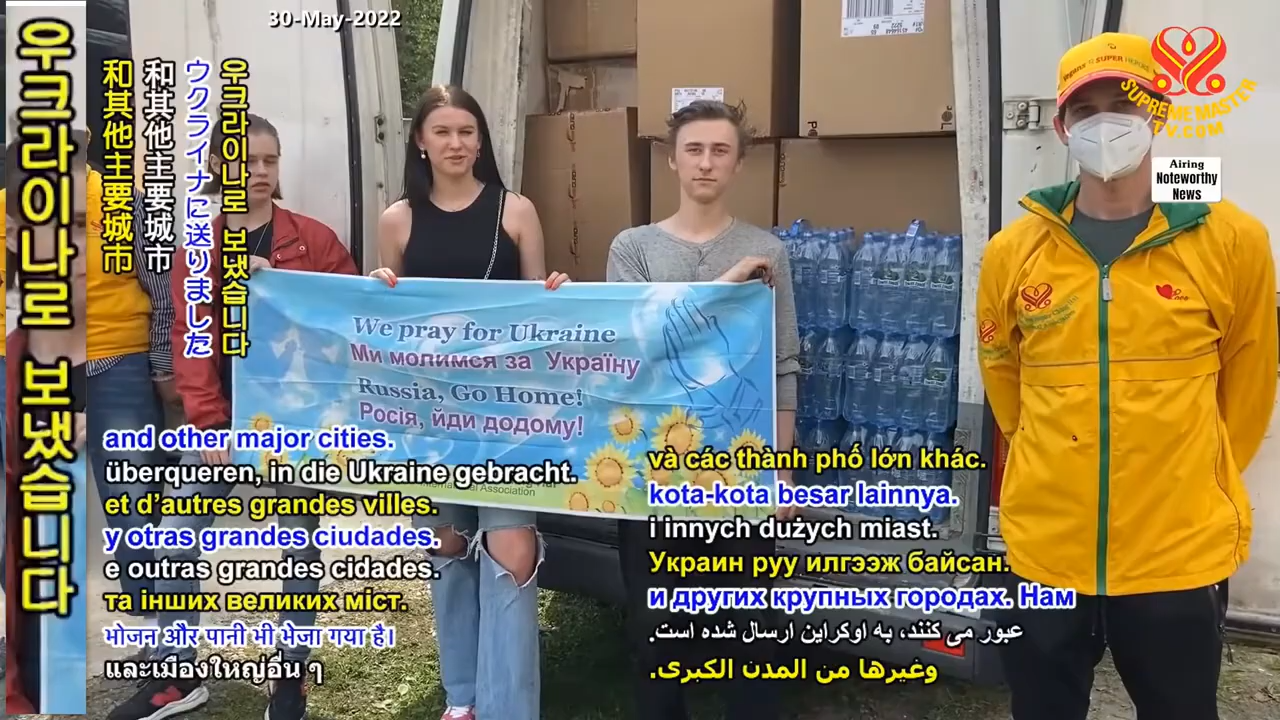 30-May-2022
우크라이나로 보냈습니다
和其他主要城市
和其他主要城市
ウクライナに送りました
우크라이나로 보냈습니다
Vegans SUPER HEROES
SUPREME MASTER
TV.COM
Airing
Noteworthy
News
We pray for Ukraine
Ми молимся за Україну
Russia, Go Home!
Росія, йди додому!
International Association
and other major cities.
überqueren, in die Ukraine gebracht.
et d’autres grandes villes.
y otras grandes ciudades.
e outras grandes cidades.
та інших великих міст.
भोजन और पानी भी भेजा गया है।
และเมืองใหญ่อื่น ๆ
và các thành phố lớn khác.
kota-kota besar lainnya.
i innych dużych miast.
Украин руу илгээж байсан.
и других крупных городах. Нам
عبور می کنند، به اوکراین ارسال شده است.
وغيرها من المدن الكبرى.